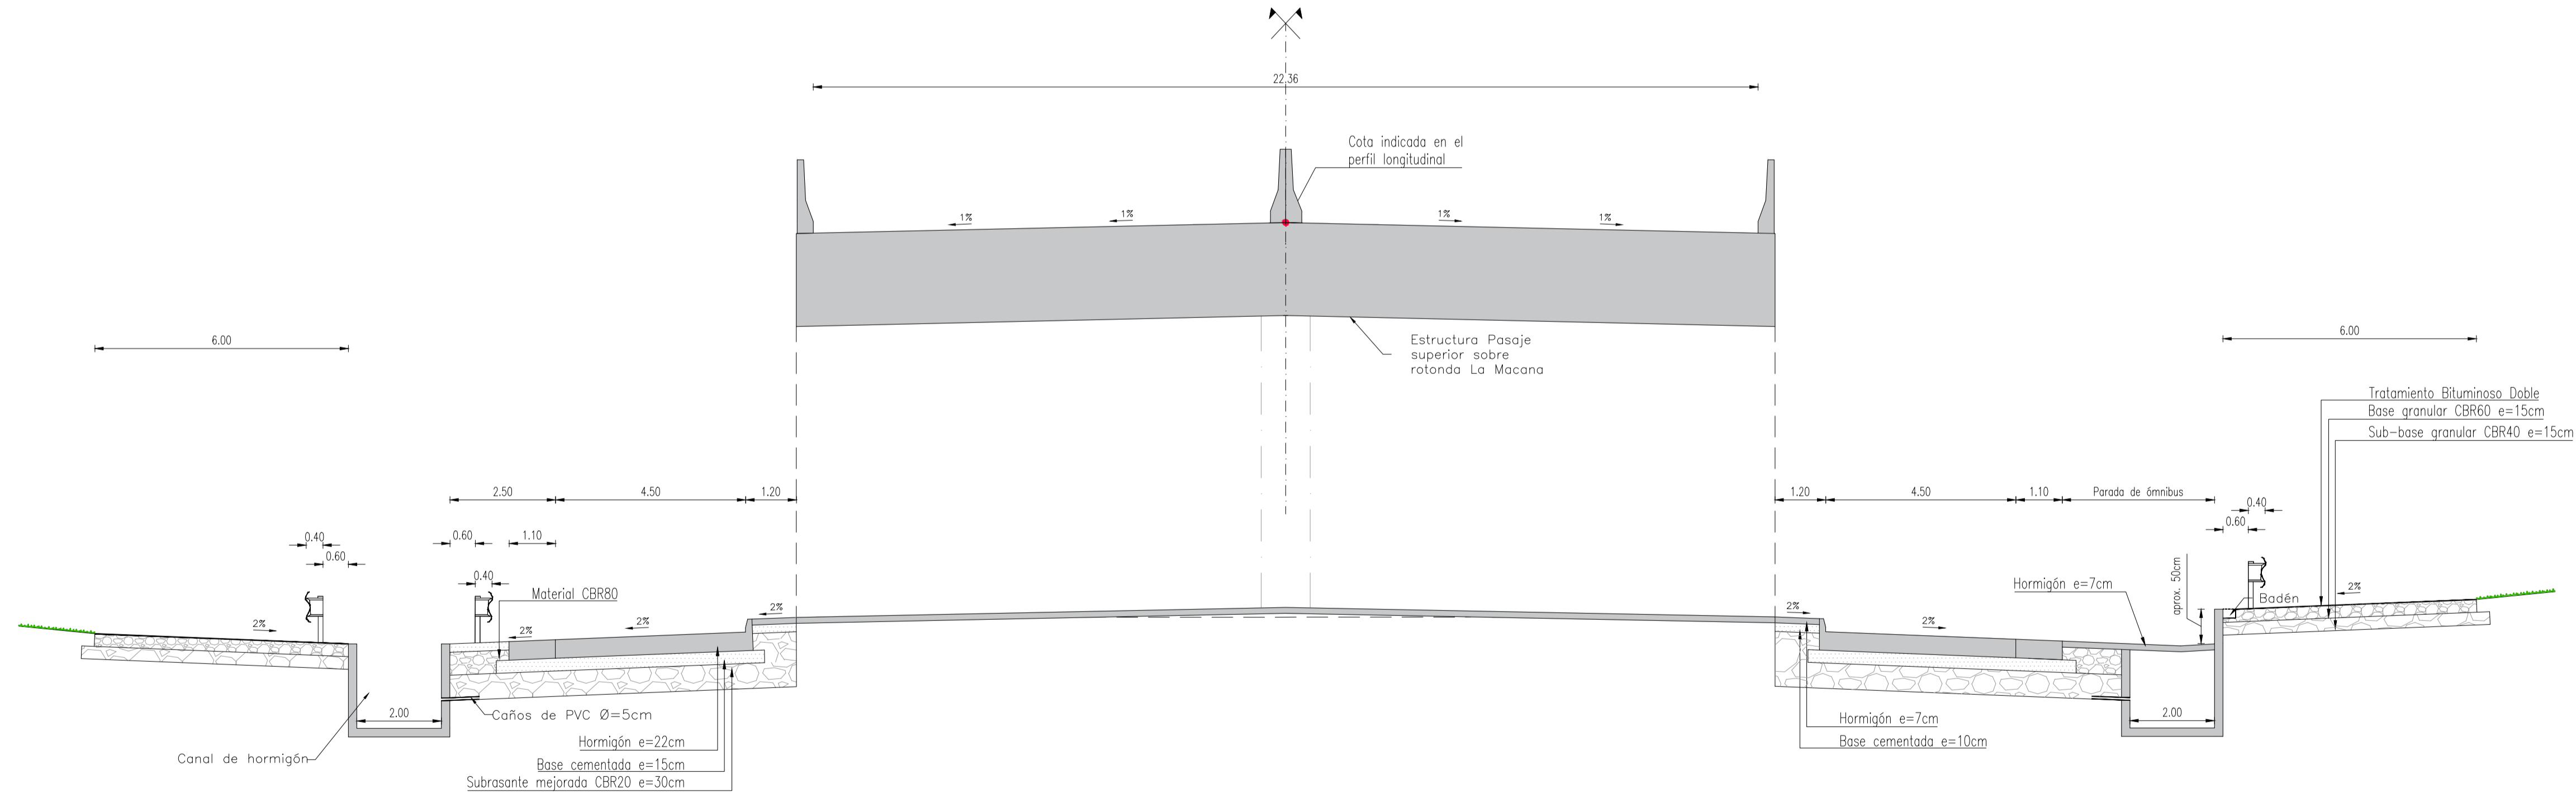 22.36
Cota indicada en el
perfil longitudinal
1%
1%
1%
1%
Estructura Pasaje
superior sobre
rotonda La Macana
6.00
6.00
Tratamiento Bituminoso Doble
Base granular CBR60 e=15cm
Sub-base granular CBR40 e=15cm
2.50
4.50
1.20
1.20
4.50
1.10
Parada de ómnibus
0.40
0.60
0.40
0.60
0.60
1.10
0.40
aprox. 50cm
Material CBR80
Hormigón e=7cm
Badén
2%
2%
2%
2%
2%
2%
2%
2%
Caños de PVC Ø=5cm
2.00
2.00
Canal de hormigón
Hormigón e=22cm
Base cementada e=15cm
Subrasante mejorada CBR20 e=30cm
Hormigón e=7cm
Base cementada e=10cm